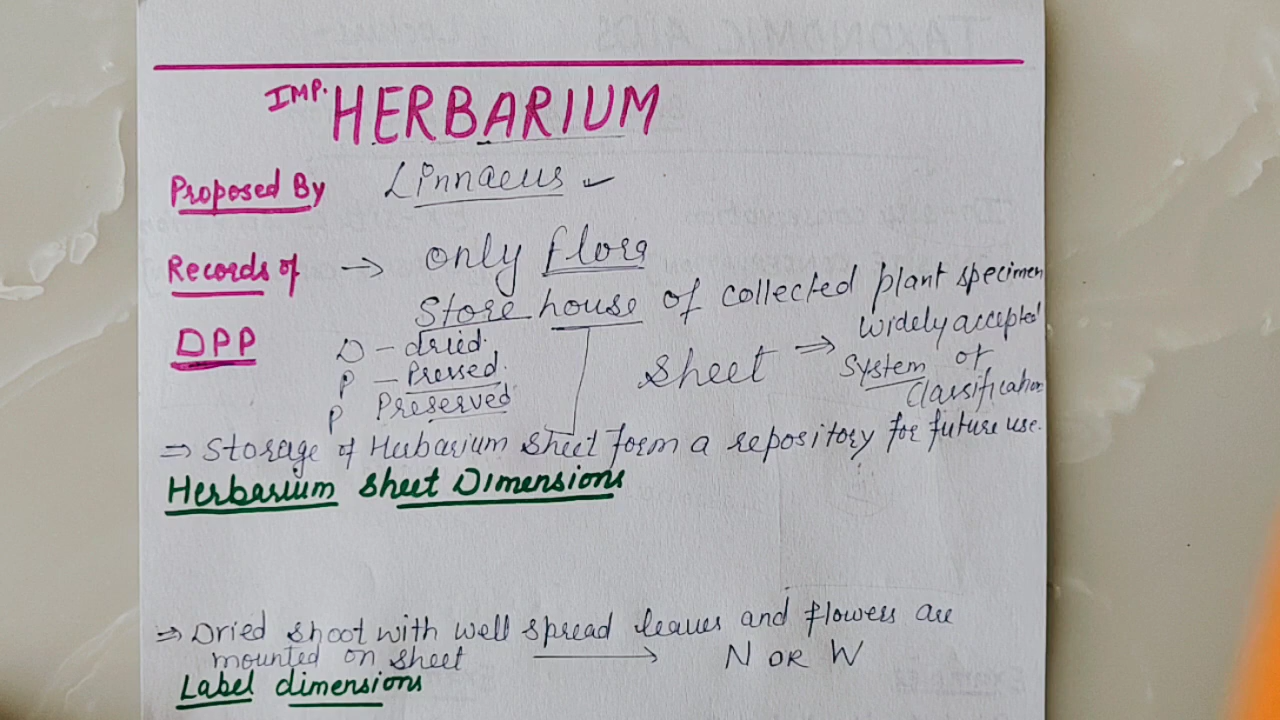 IMP. HERBARIUM
Proposed By Linnaeus
Records of → only flora
Store house of collected plant specimen
DPP
D - dried.
P - Pressed.
P Preserved
sheet ⇒ widely accepted
system of
classification
⇒ Storage of Herbarium sheet form a repository for future use.
Herbarium sheet Dimensions
⇒ Dried shoot with well spread leaves and flowers are
mounted on sheet → N OR W
Label dimensions